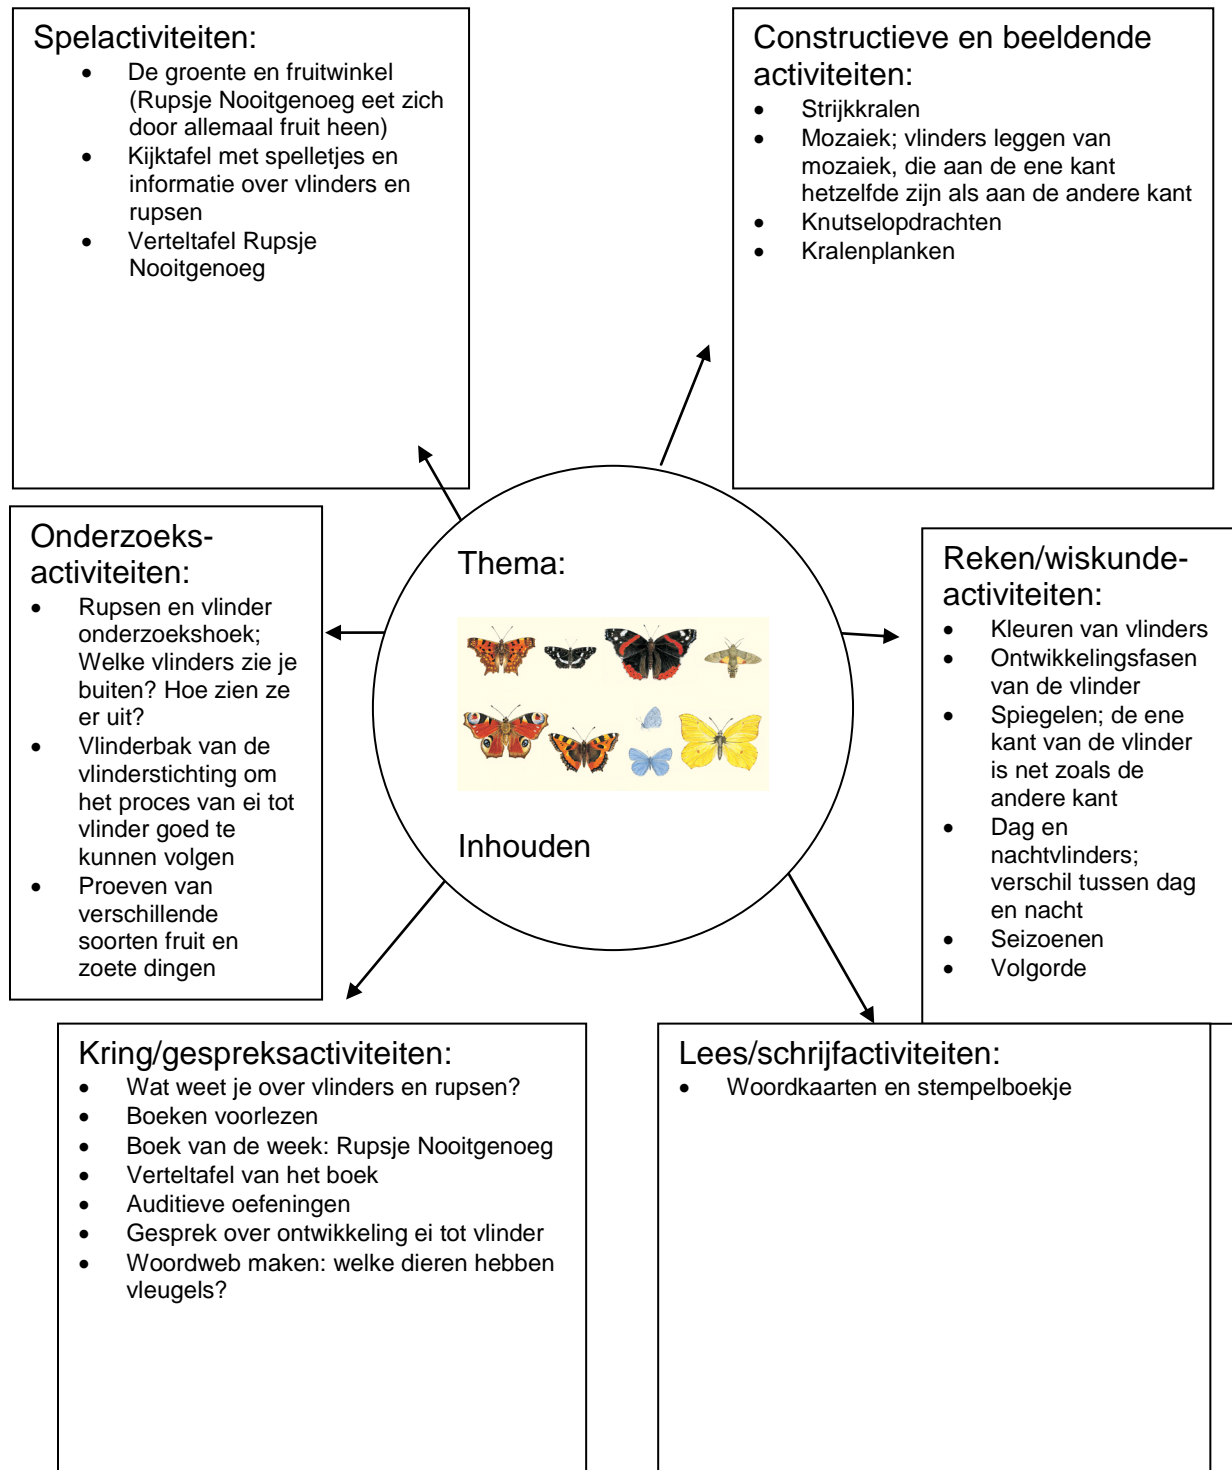 Spelactiviteiten:
• De groente en fruitwinkel
(Rupsje Nooitgenoeg eet zich
door allemaal fruit heen)
• Kijktafel met spelletjes en
informatie over vlinders en
rupsen
• Verteltafel Rupsje
Nooitgenoeg
Constructieve en beeldende
activiteiten:
• Strijkkralen
• Mozaiek; vlinders leggen van
mozaiek, die aan de ene kant
hetzelfde zijn als aan de andere kant
• Knutselopdrachten
• Kralenplanken
Onderzoeks-
activiteiten:
• Rupsen en vlinder
onderzoekshoek;
Welke vlinders zie je
buiten? Hoe zien ze
er uit?
• Vlinderbak van de
vlinderstichting om
het proces van ei tot
vlinder goed te
kunnen volgen
• Proeven van
verschillende
soorten fruit en
zoete dingen
Thema:
Inhouden
Reken/wiskunde-
activiteiten:
• Kleuren van vlinders
• Ontwikkelingsfasen
van de vlinder
• Spiegelen; de ene
kant van de vlinder
is net zoals de
andere kant
• Dag en
nachtvlinders;
verschil tussen dag
en nacht
• Seizoenen
• Volgorde
Kring/gespreksactiviteiten:
• Wat weet je over vlinders en rupsen?
• Boeken voorlezen
• Boek van de week: Rupsje Nooitgenoeg
• Verteltafel van het boek
• Auditieve oefeningen
• Gesprek over ontwikkeling ei tot vlinder
• Woordweb maken: welke dieren hebben
vleugels?
Lees/schrijfactiviteiten:
• Woordkaarten en stempelboekje